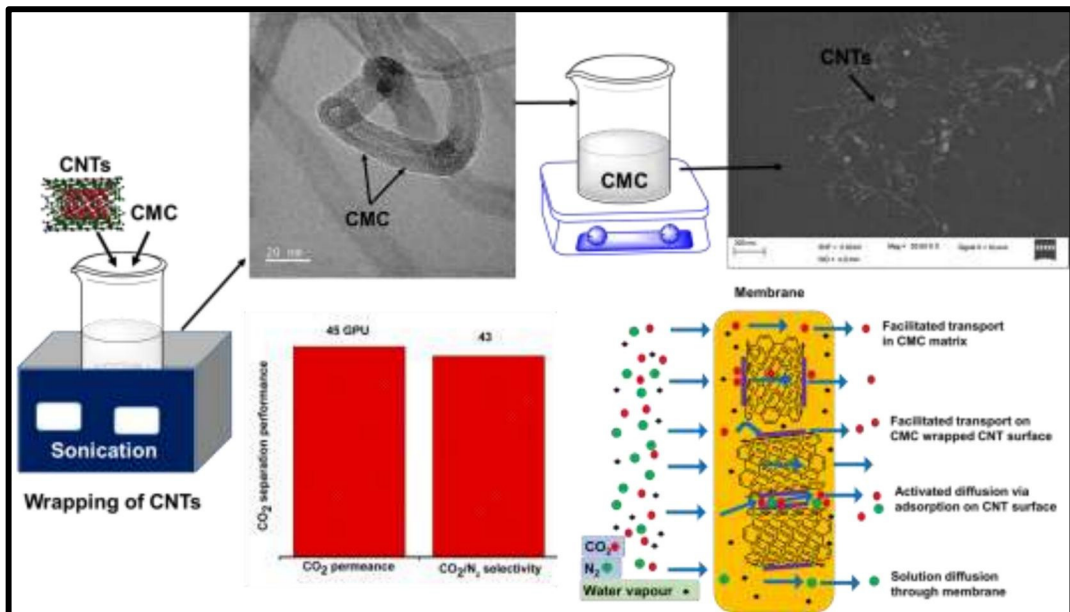 CNTs
CMC
Sonication
Wrapping of CNTs
CMC
20 nm
CMC
CNTs
45 GPU
43
CO₂ separation performance
CO₂ permeance
CO₂/N₂ selectivity
Membrane
CO₂
N₂
Water vapour
Facilitated transport
in CMC matrix
Facilitated transport on
CMC wrapped CNT surface
Activated diffusion via
adsorption on CNT surface
Solution diffusion
through membrane